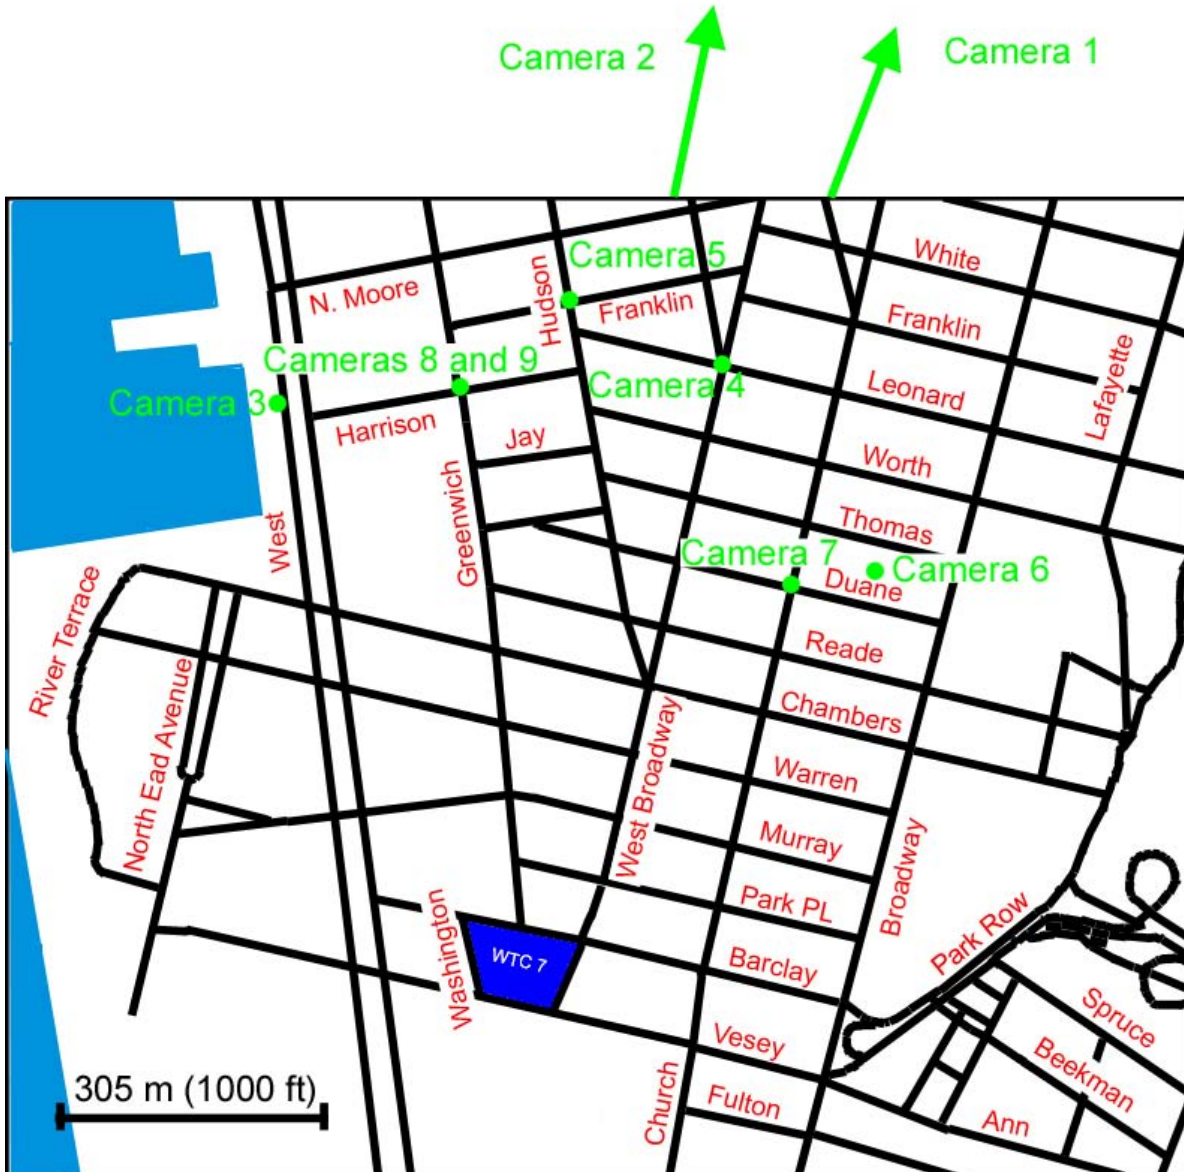 Camera 2
Camera 1
White
Camera 5
N. Moore
Hudson
Franklin
Franklin
Lafayette
Cameras 8 and 9
Camera 3
Camera 4
Leonard
Harrison
Jay
Worth
Greenwich
West
Thomas
Camera 7
Camera 6
Duane
River Terrace
Reade
North Ead Avenue
Chambers
West Broadway
Warren
Murray
Broadway
Park PL
Washington
WTC 7
Park Row
Barclay
Spruce
Vesey
Beekman
305 m (1000 ft)
Church
Fulton
Ann